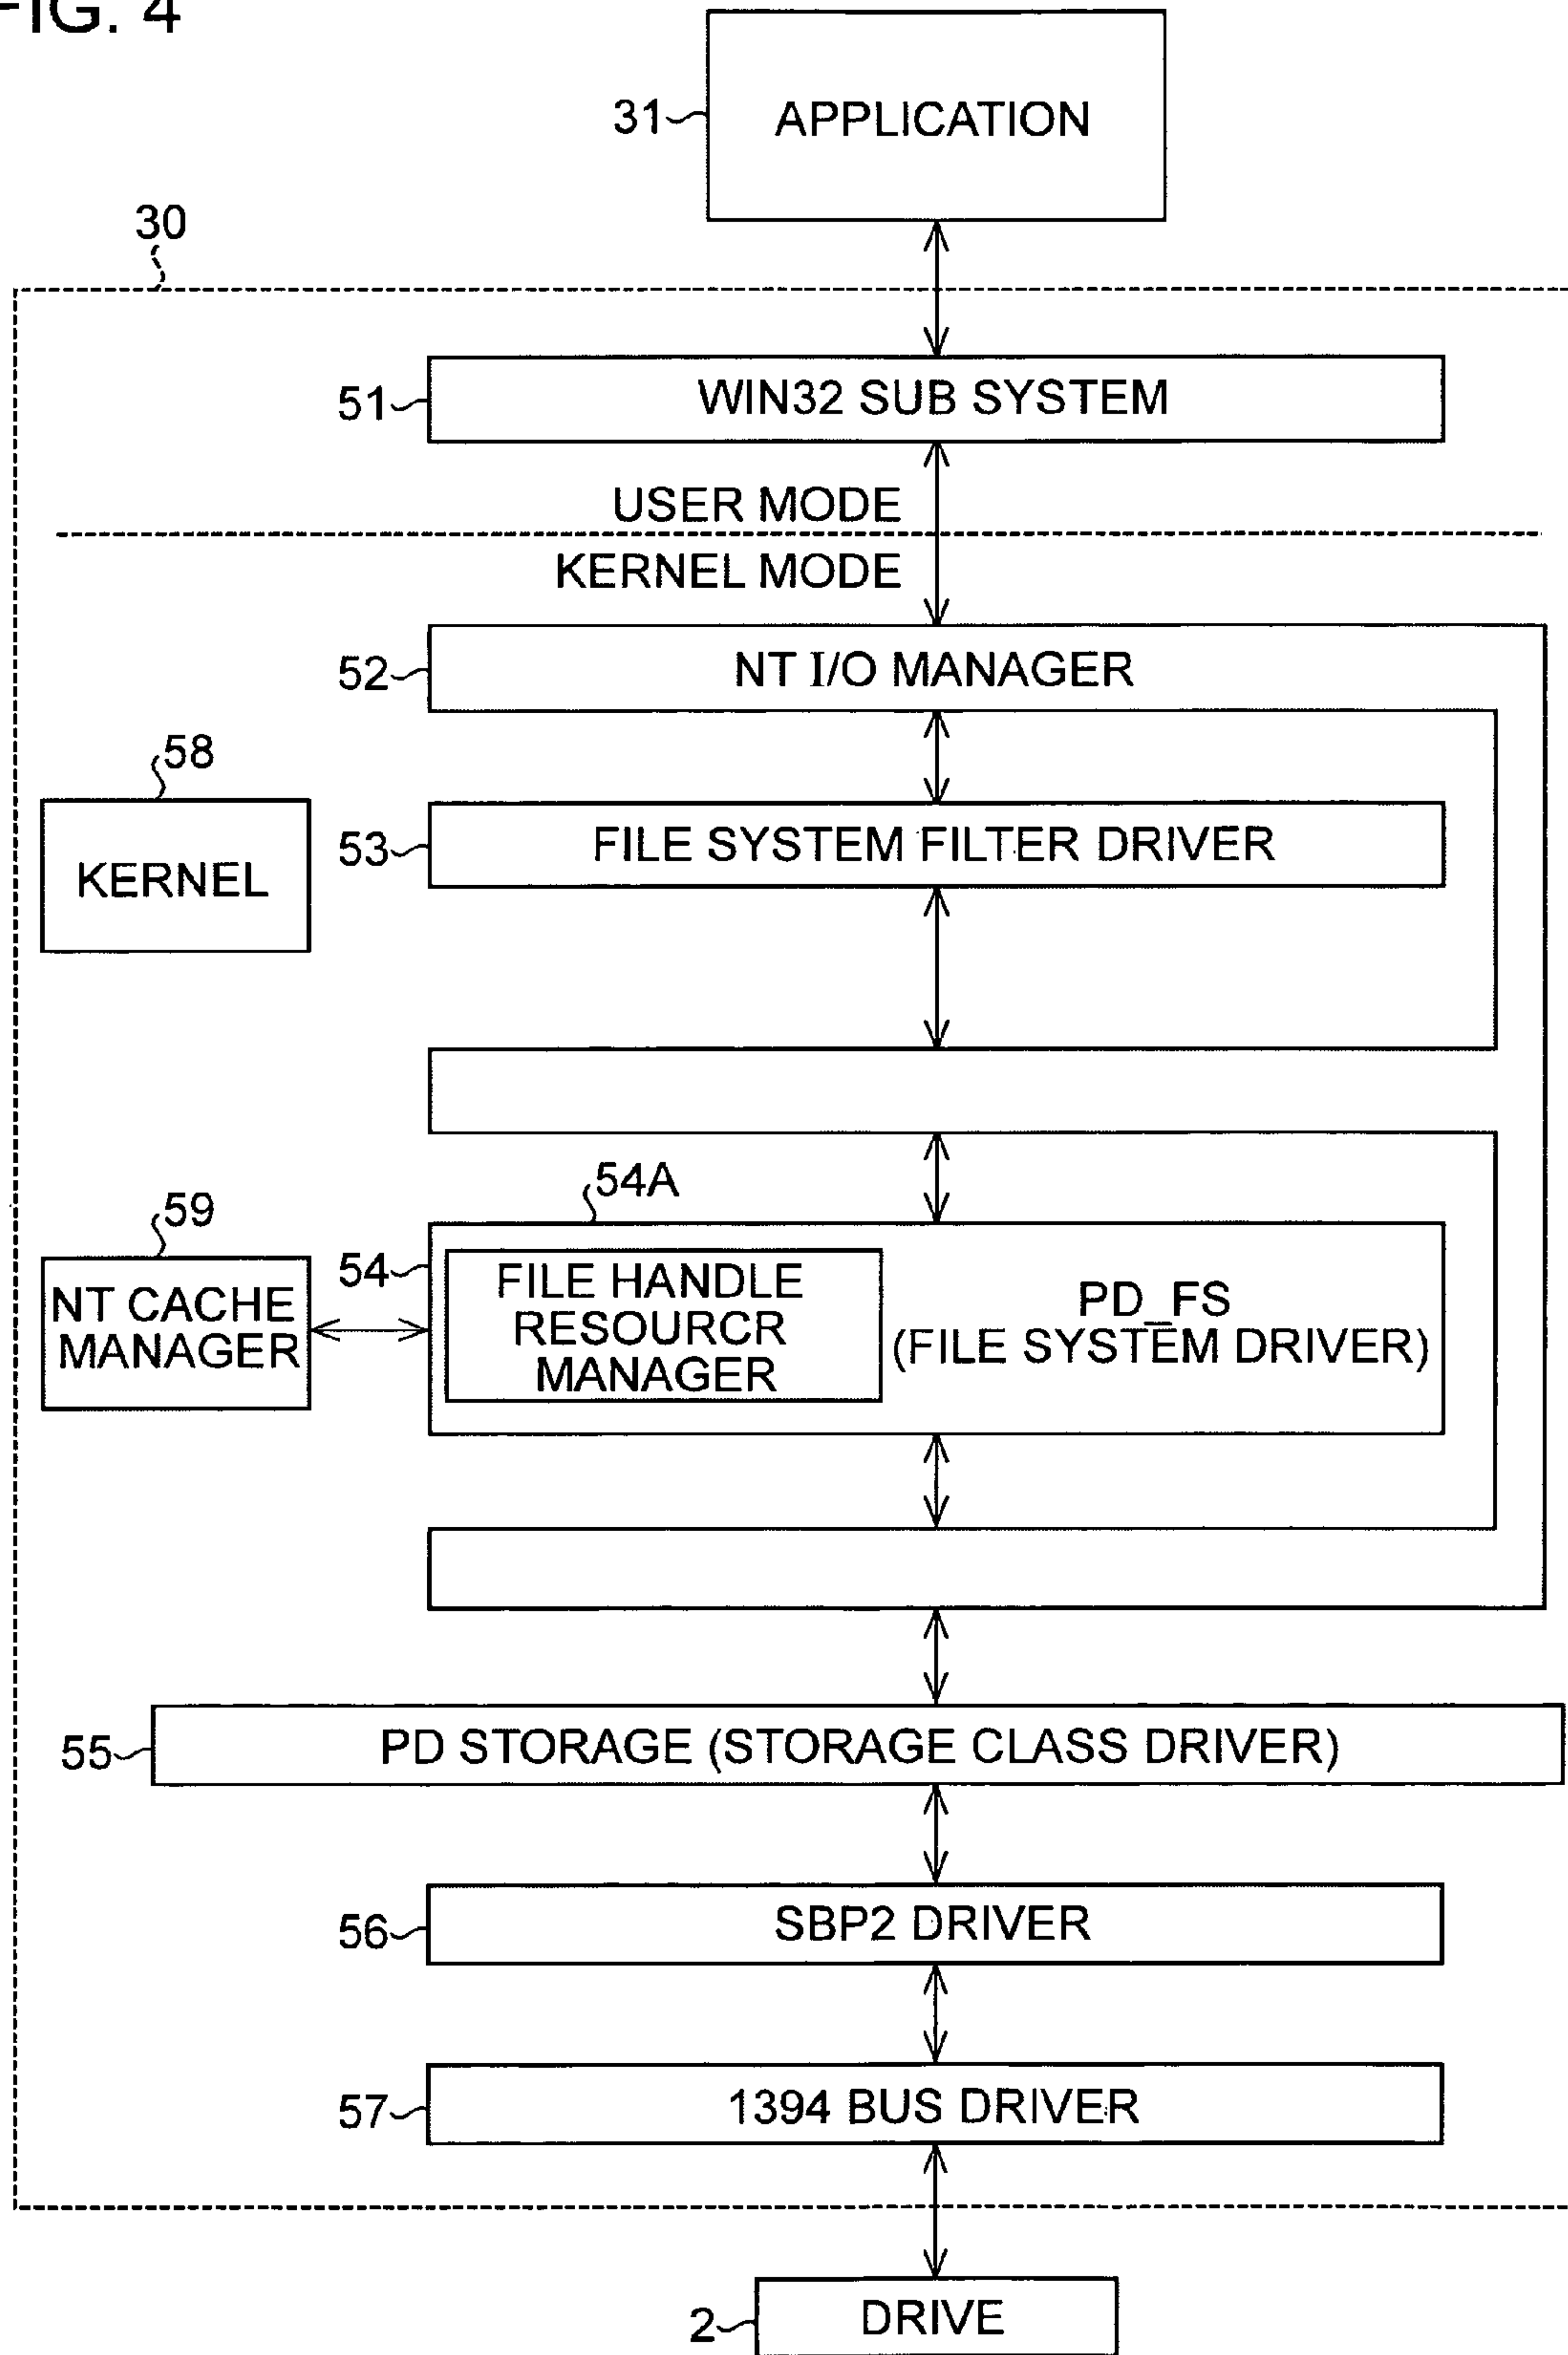 FIG. 4
31
APPLICATION
30
51
WIN32 SUB SYSTEM
USER MODE
KERNEL MODE
52
NT I/O MANAGER
58
KERNEL
53
FILE SYSTEM FILTER DRIVER
54A
59
NT CACHE
MANAGER
54
FILE HANDLE
RESOURCR
MANAGER
PD_FS
(FILE SYSTEM DRIVER)
55
PD STORAGE (STORAGE CLASS DRIVER)
56
SBP2 DRIVER
57
1394 BUS DRIVER
2
DRIVE